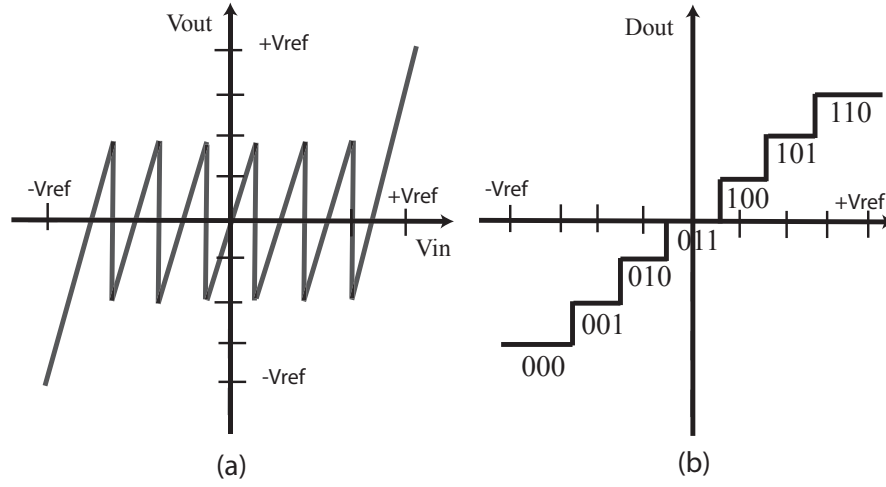 Vout
+Vref
-Vref
+Vref
Vin
-Vref
(a)
Dout
110
101
100
-Vref
+Vref
011
010
001
000
(b)